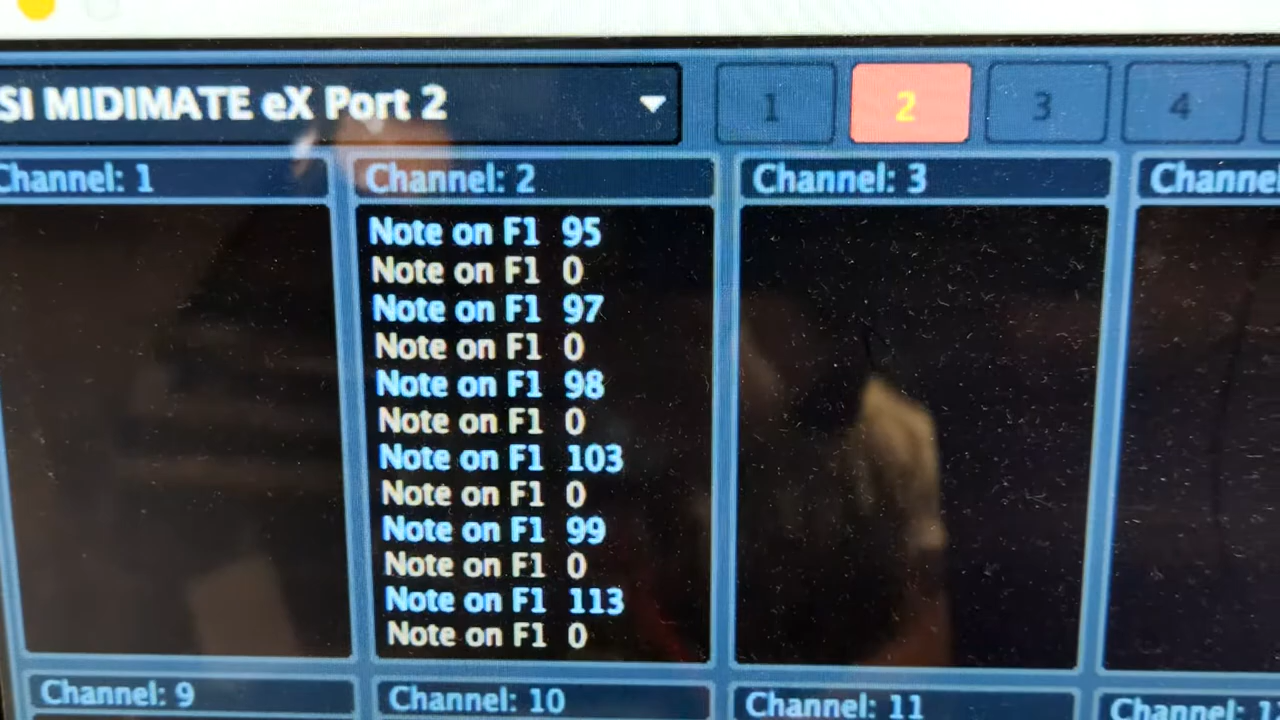 SI MIDIMATE eX Port 2
1 2 3 4
Channel: 1
Channel: 2
Note on F1 95
Note on F1 0
Note on F1 97
Note on F1 0
Note on F1 98
Note on F1 0
Note on F1 103
Note on F1 0
Note on F1 99
Note on F1 0
Note on F1 113
Note on F1 0
Channel: 3
Channel: 9
Channel: 10
Channel: 11